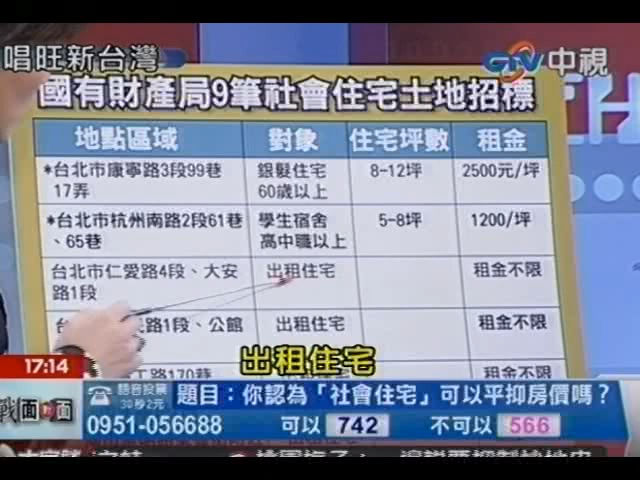 唱旺新台灣
CTV中視
國有財產局9筆社會住宅土地招標
地點區域 對象 住宅坪數 租金
*台北市康寧路3段99巷17弄 銀髮住宅 60歲以上 8-12坪 2500元/坪
*台北市杭州南路2段61巷、65巷 學生宿舍 高中職以上 5-8坪 1200/坪
台北市仁愛路4段、大安路1段 出租住宅 租金不限
民路1段、公館 出租住宅 租金不限
工路170巷 租金不限
出租住宅
17:14
面 面
語音投票 30秒2元
題目：你認為「社會住宅」可以平抑房價嗎？
0951-056688 可以 742 不可以 566